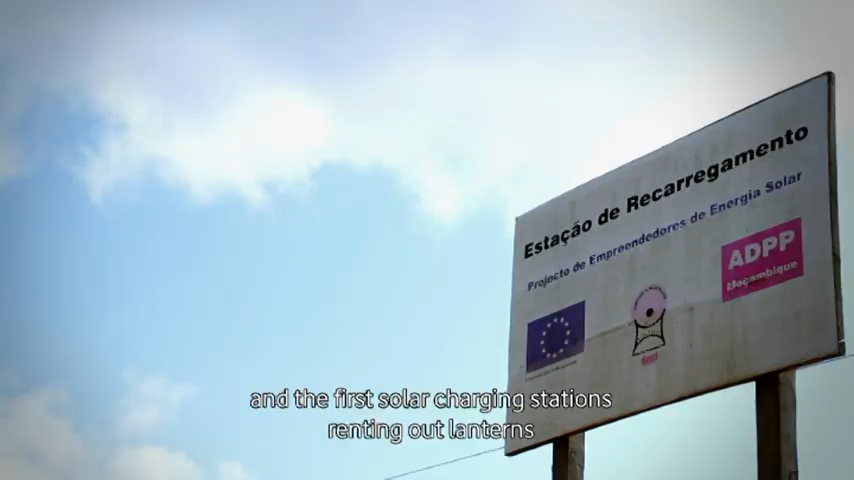 Estação de Recarregamento
Projecto de Empreendedores de Energia Solar
ADPP
Moçambique
and the first solar charging stations
renting out lanterns